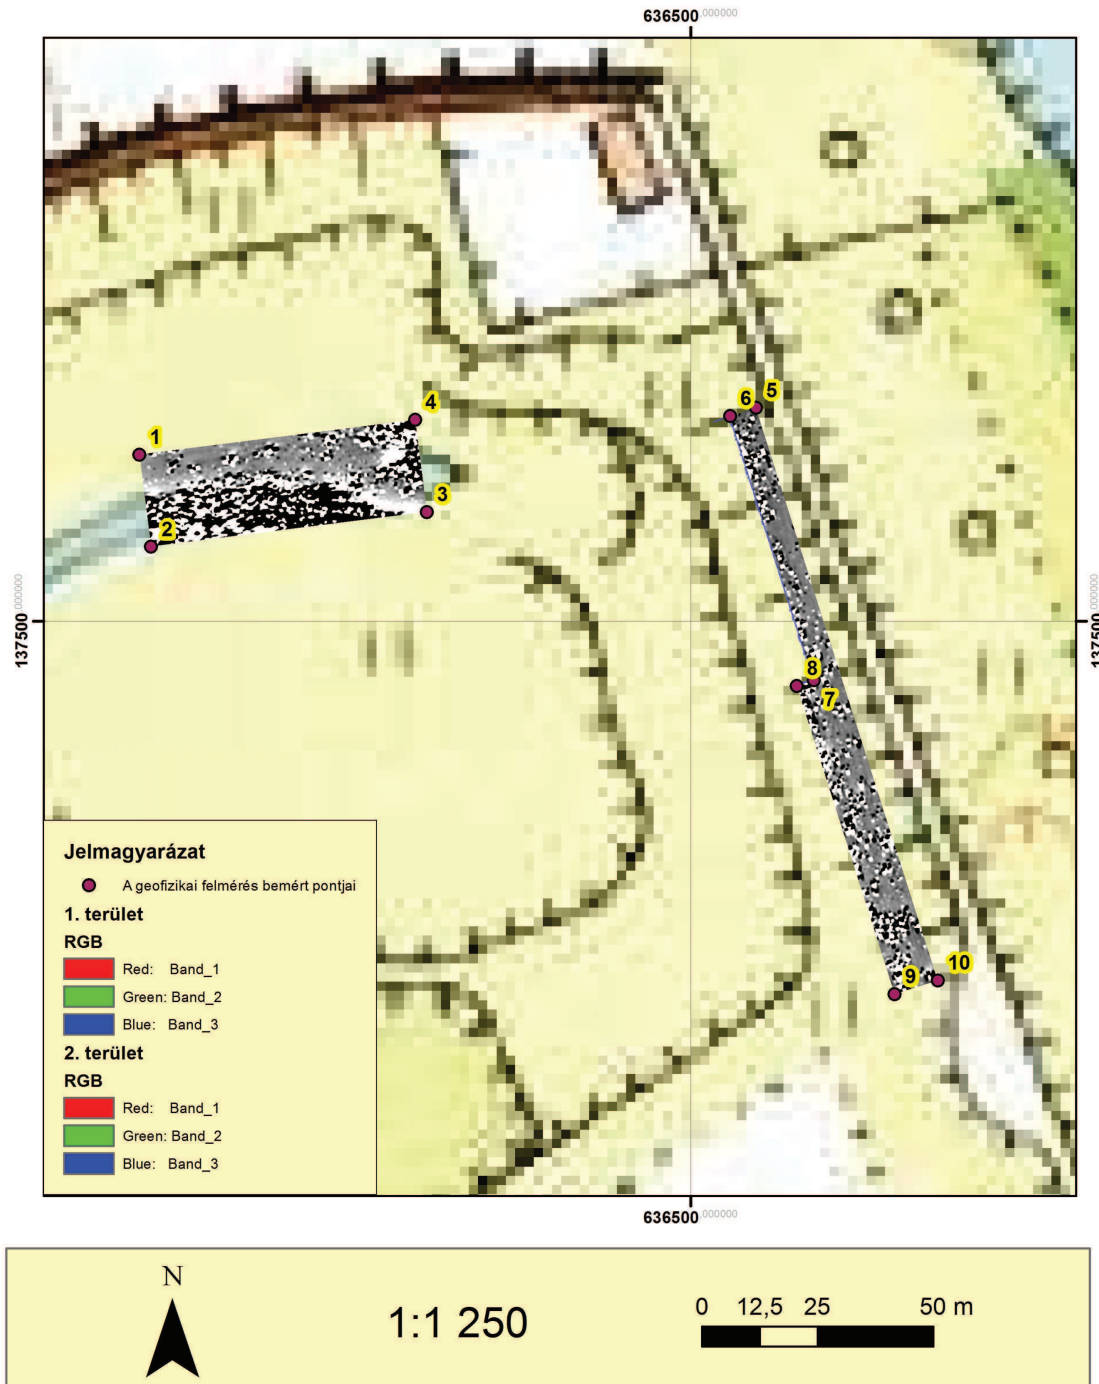 636500,000000
4
1
3
2
5
6
8
7
10
9
137500,000000
137500,000000
Jelmagyarázat
A geofizikai felmérés bemért pontjai
1. terület
RGB
Red: Band_1
Green: Band_2
Blue: Band_3
2. terület
RGB
Red: Band_1
Green: Band_2
Blue: Band_3
636500,000000
N
1:1 250
0 12,5 25 50 m